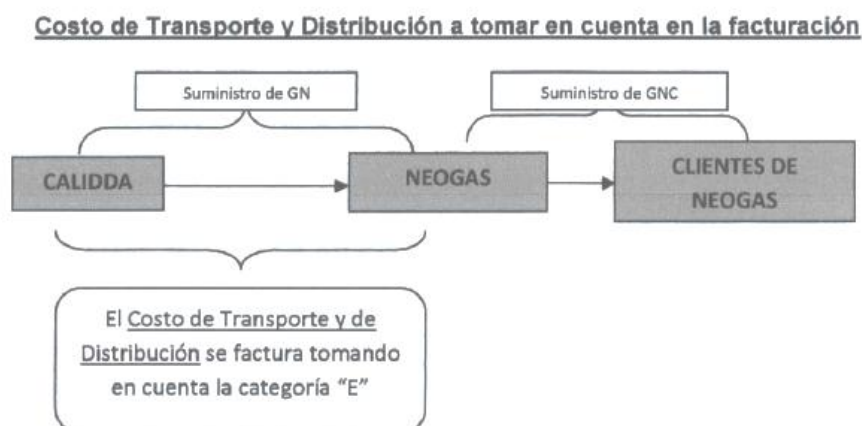 Costo de Transporte y Distribución a tomar en cuenta en la facturación
Suministro de GN
Suministro de GNC
CALIDDA
NEOGAS
CLIENTES DE
NEOGAS
El Costo de Transporte y de
Distribución se factura tomando
en cuenta la categoría “E”